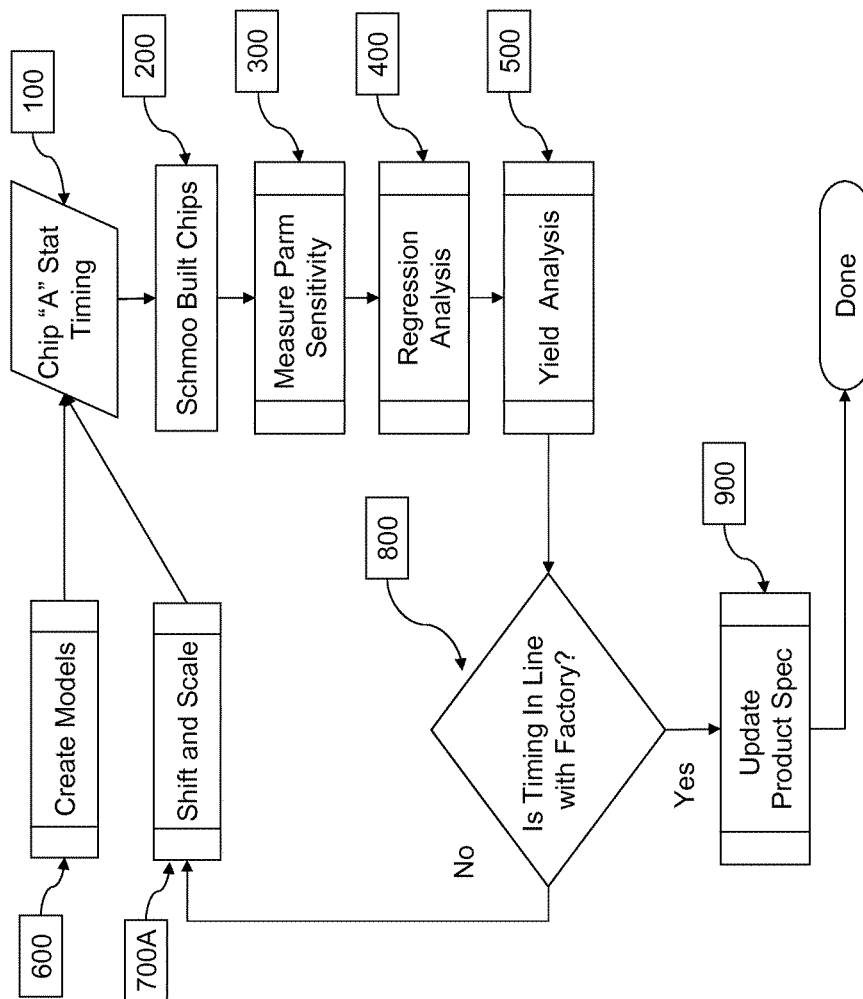 100
Chip “A” Stat
Timing
200
Schmoo Built Chips
300
Measure Parm
Sensitivity
400
Regression
Analysis
500
Yield Analysis
600
Create Models
700A
Shift and Scale
800
Is Timing In Line
with Factory?
No
Yes
900
Update
Product Spec
Done